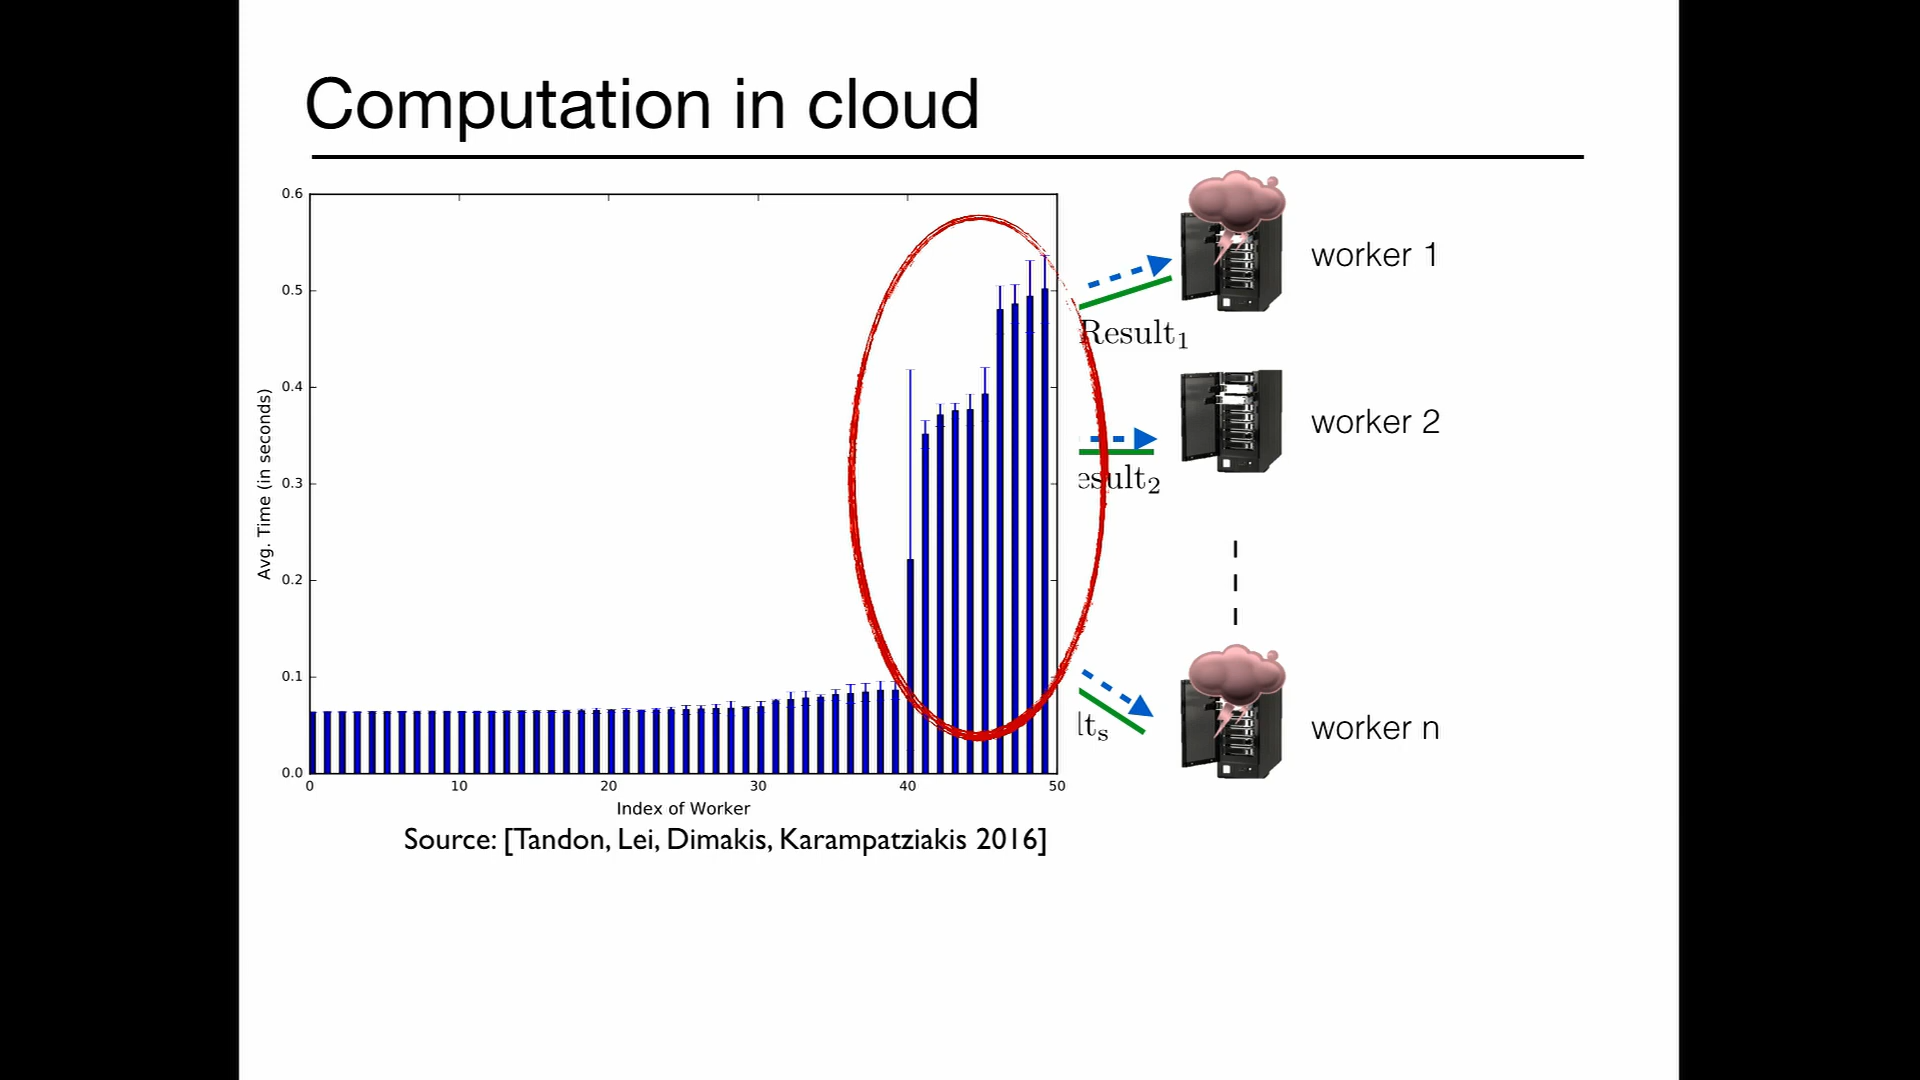 Computation in cloud
0.6
0.5
0.4
0.3
0.2
0.1
0.0
Avg. Time (in seconds)
0 10 20 30 40 50
Index of Worker
Source: [Tandon, Lei, Dimakis, Karampatziakis 2016]
worker 1
Result₁
worker 2
esult₂
worker n
ltₛ